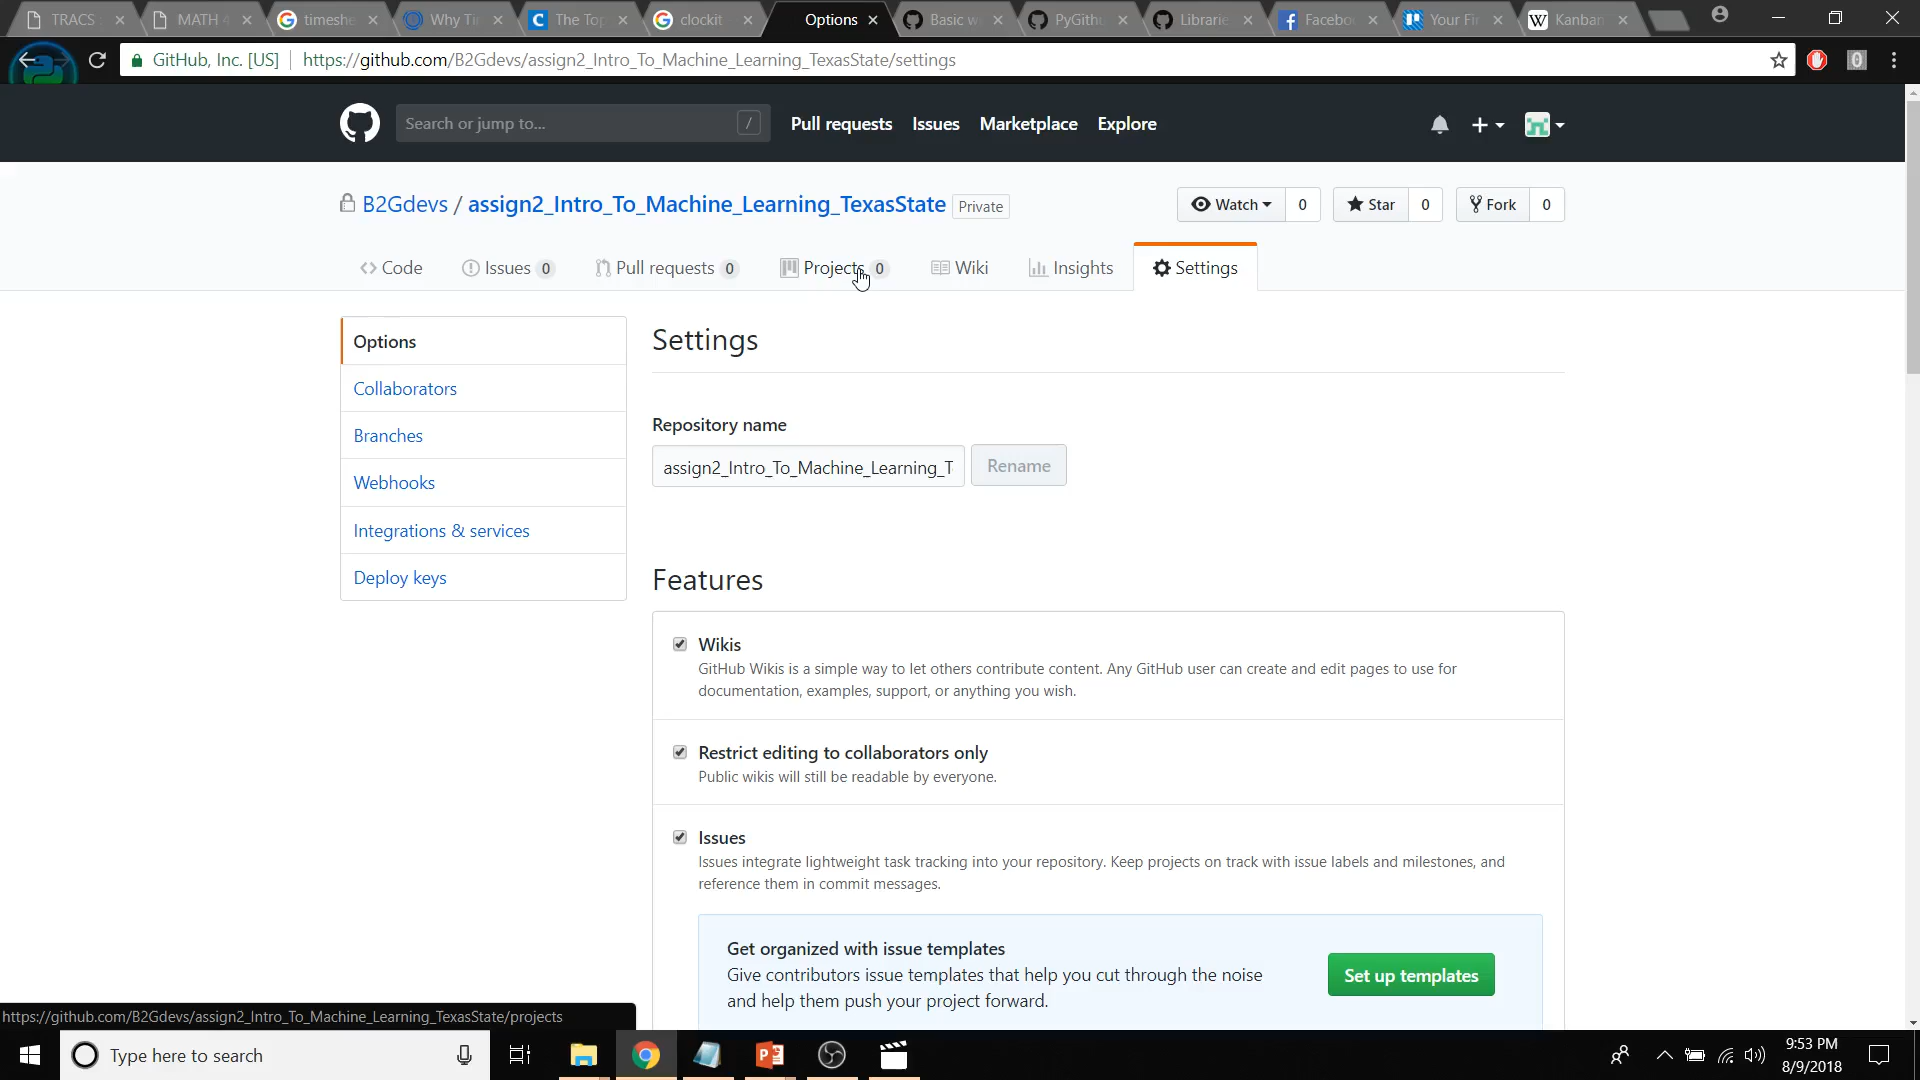 TRACS
MATH 4
timeshe
Why Ti
The Top
clockit
Options
Basic w
PyGithu
Librarie
Facebo
Your Fir
Kanban
GitHub, Inc. [US]
https://github.com/B2Gdevs/assign2_Intro_To_Machine_Learning_TexasState/settings
Search or jump to...
/
Pull requests
Issues
Marketplace
Explore
B2Gdevs / assign2_Intro_To_Machine_Learning_TexasState
Private
Watch 0
Star 0
Fork 0
Code
Issues 0
Pull requests 0
Projects 0
Wiki
Insights
Settings
Options
Collaborators
Branches
Webhooks
Integrations & services
Deploy keys
Settings
Repository name
assign2_Intro_To_Machine_Learning_T
Rename
Features
Wikis
GitHub Wikis is a simple way to let others contribute content. Any GitHub user can create and edit pages to use for
documentation, examples, support, or anything you wish.
Restrict editing to collaborators only
Public wikis will still be readable by everyone.
Issues
Issues integrate lightweight task tracking into your repository. Keep projects on track with issue labels and milestones, and
reference them in commit messages.
Get organized with issue templates
Give contributors issue templates that help you cut through the noise
and help them push your project forward.
Set up templates
https://github.com/B2Gdevs/assign2_Intro_To_Machine_Learning_TexasState/projects
Type here to search
9:53 PM
8/9/2018